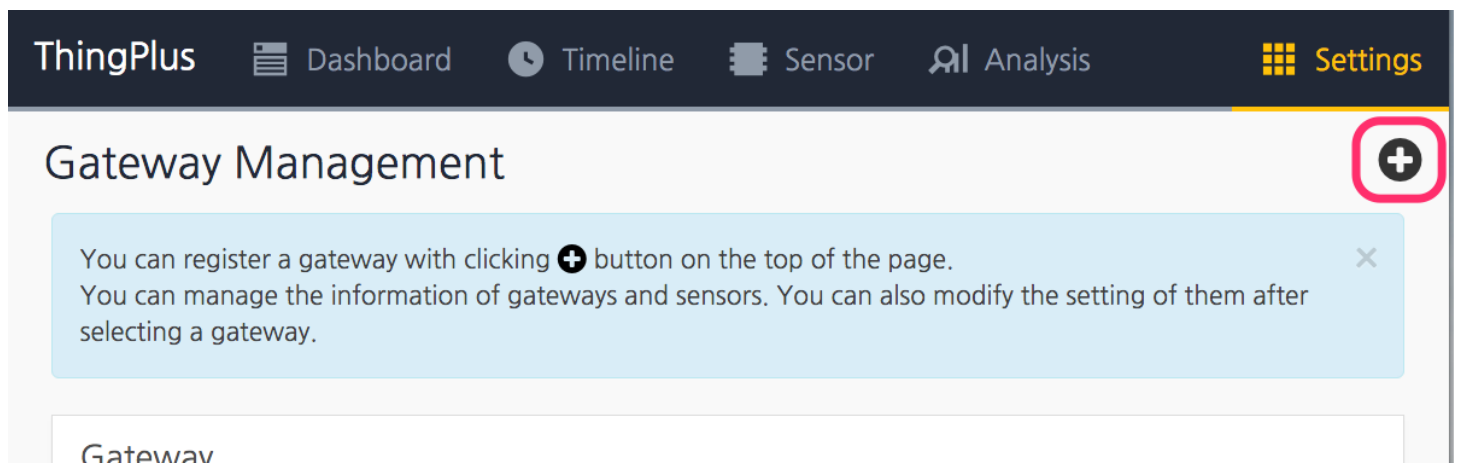 ThingPlus Dashboard Timeline Sensor Analysis Settings
Gateway Management
You can register a gateway with clicking button on the top of the page.
You can manage the information of gateways and sensors. You can also modify the setting of them after
selecting a gateway.
Gateway